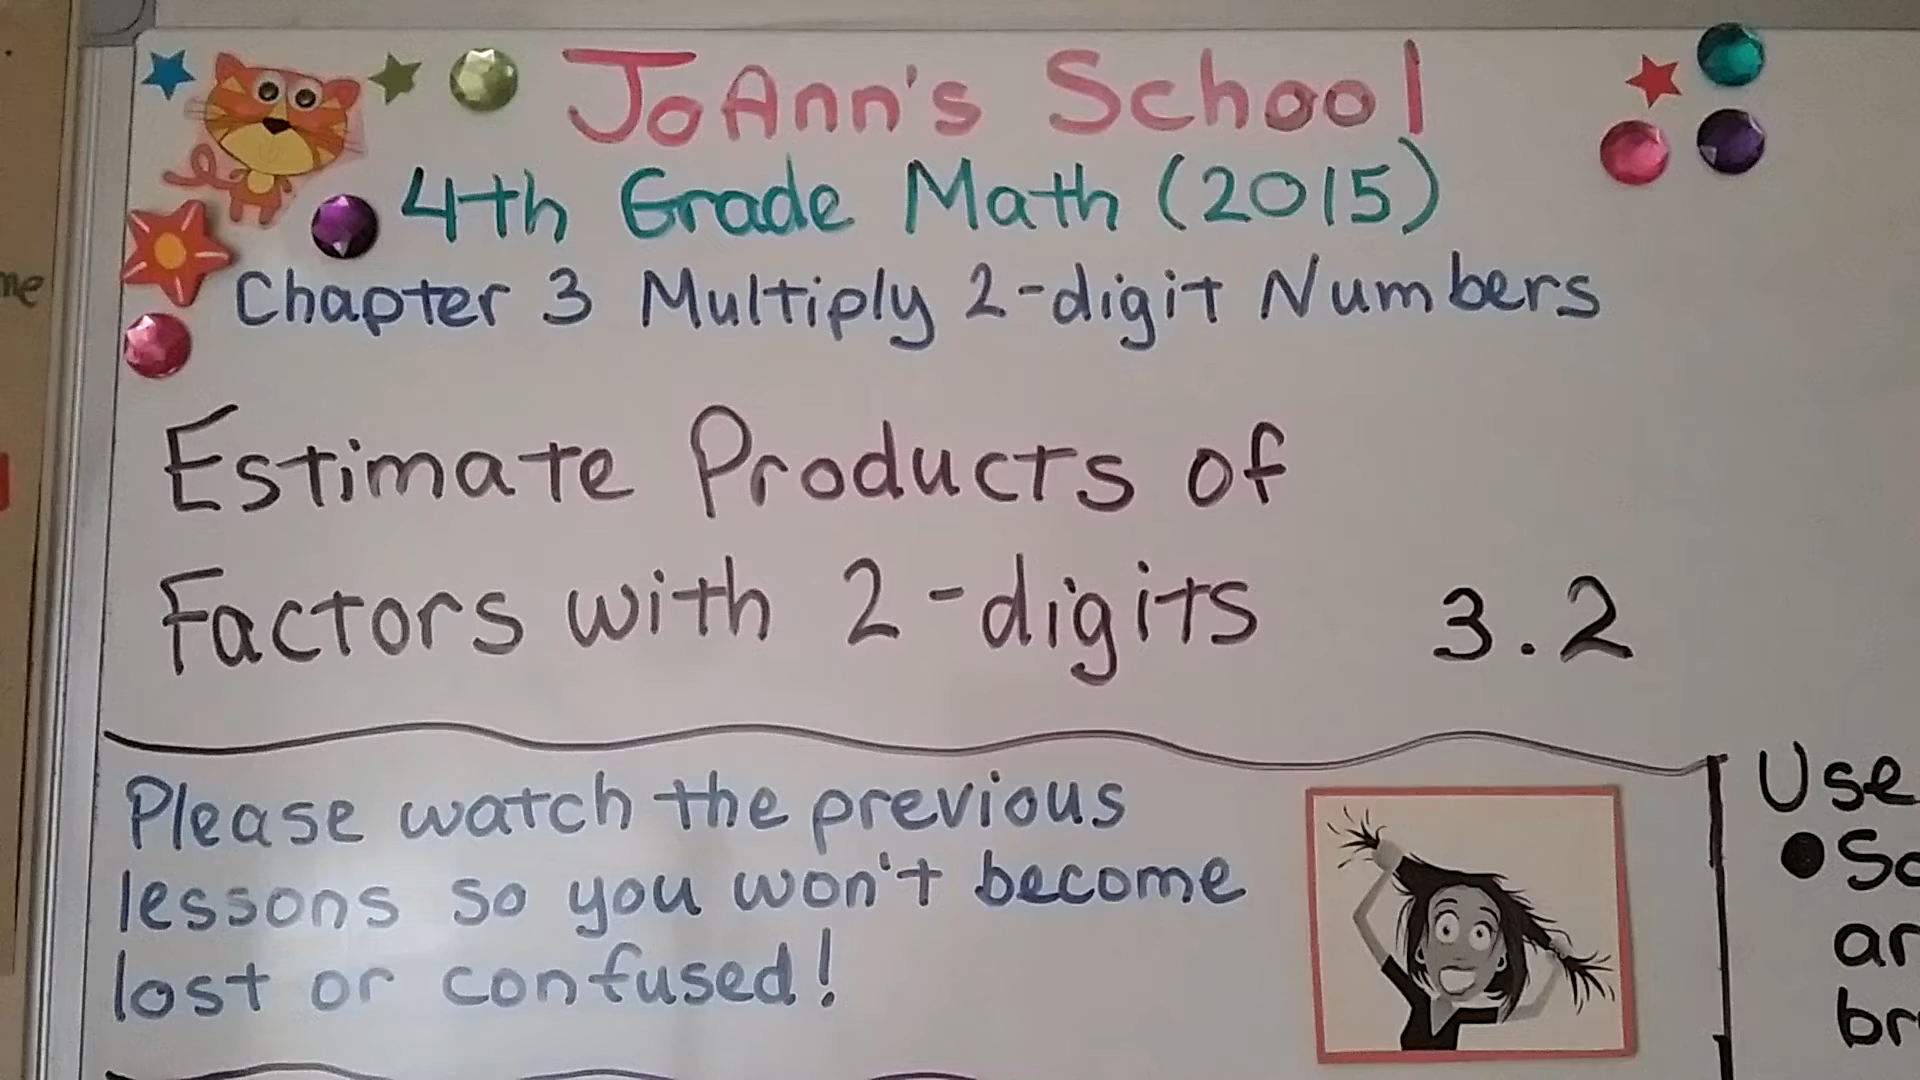 JoAnn's School
4th Grade Math (2015)
Chapter 3 Multiply 2-digit Numbers
Estimate Products of
Factors with 2-digits 3.2
Please watch the previous
lessons so you won't become
lost or confused!
Use